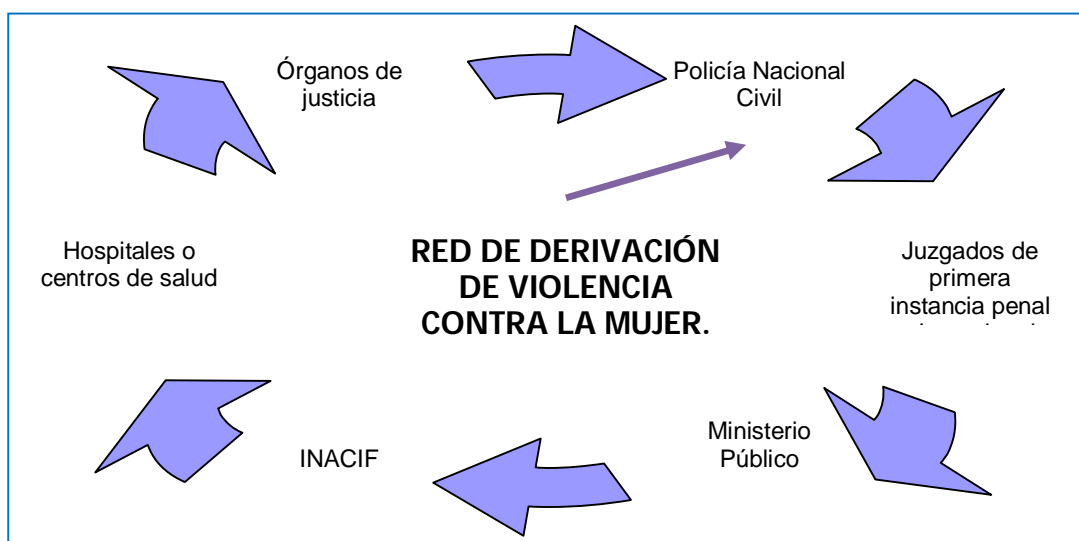 Órganos de
justicia
Policía Nacional
Civil
Hospitales o
centros de salud
RED DE DERIVACIÓN
DE VIOLENCIA
CONTRA LA MUJER.
Juzgados de
primera
instancia penal
INACIF
Ministerio
Público